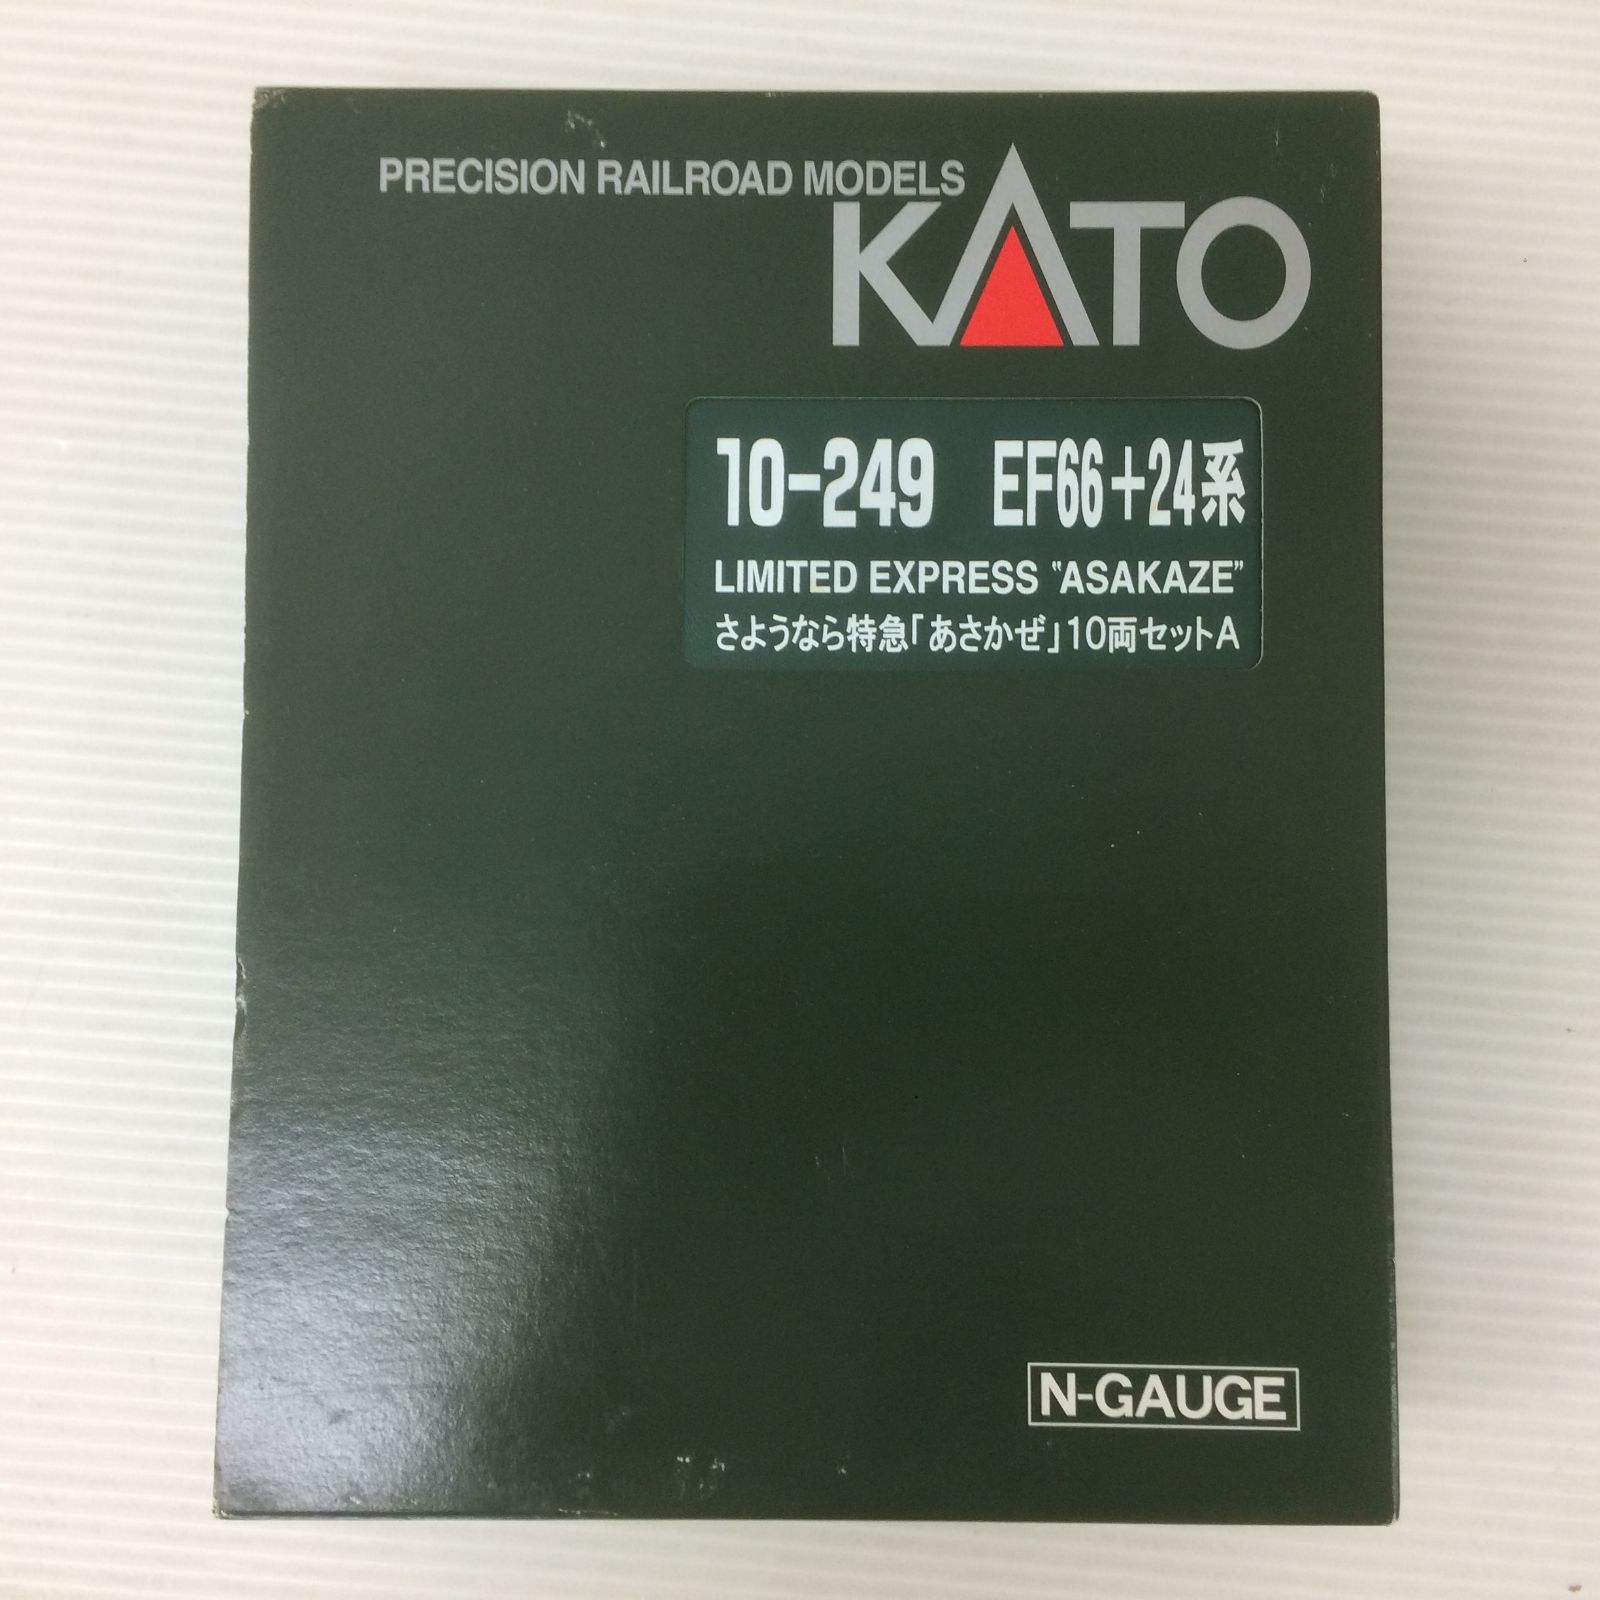 PRECISION RAILROAD MODELS
KATO
10-249 EF66+24系
LIMITED EXPRESS "ASAKAZE"
さようなら特急「あさかぜ」10両セットA
N-GAUGE